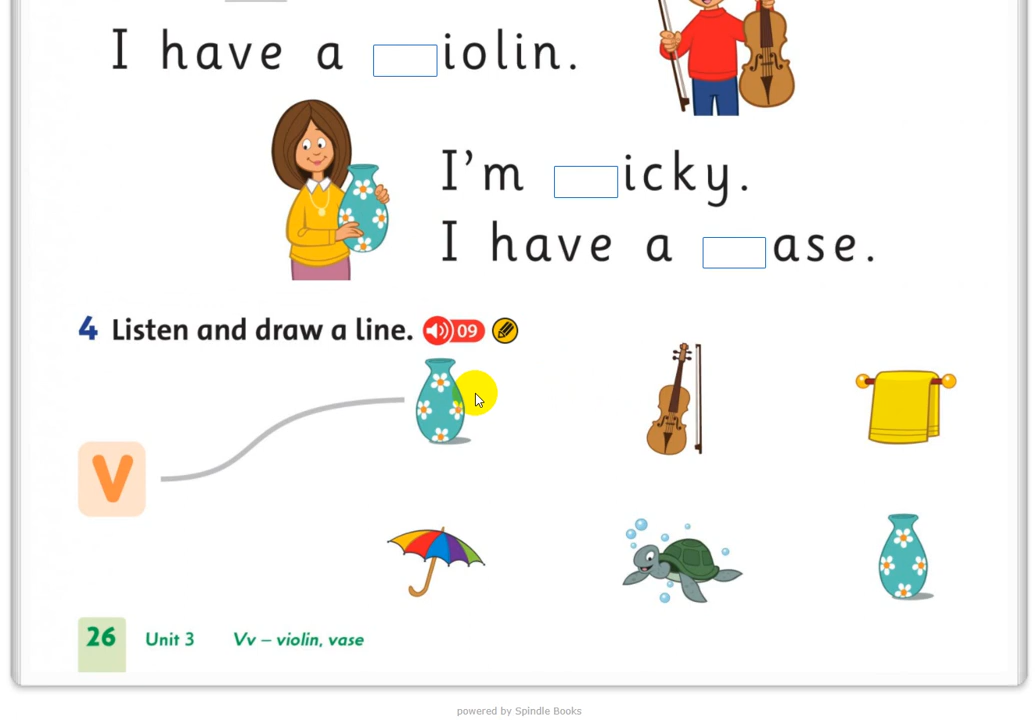 I have a iolin.
I'm icky.
I have a ase.
4 Listen and draw a line. 09
V
26 Unit 3 Vv – violin, vase
powered by Spindle Books